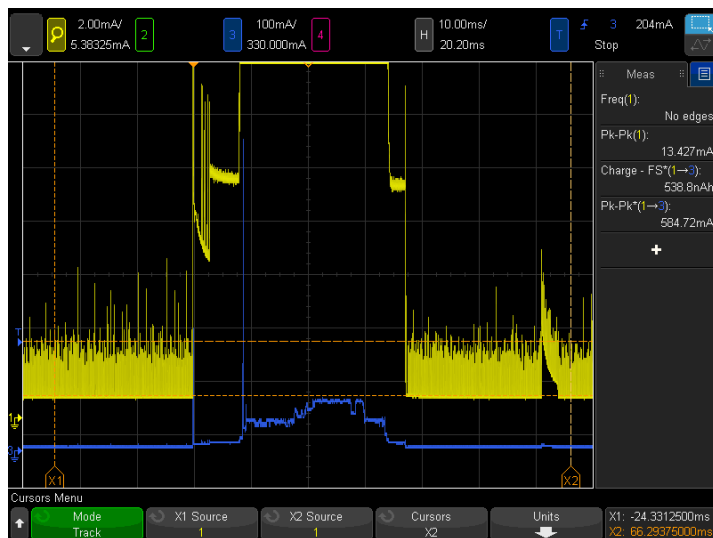 2.00mA/
5.38325mA
2
3
100mA/
330.000mA
4
H
10.00ms/
20.20ms
T
3
204mA
Stop
Meas
Freq(1):
No edges
Pk-Pk(1):
13.427mA
Charge - FS*(1→3):
538.8nAh
Pk-Pk*(1→3):
584.72mA
+
T
1
3
X1
X2
Cursors Menu
Mode
Track
X1 Source
1
X2 Source
1
Cursors
X2
Units
X1: -24.3312500ms
X2: 66.29375000ms